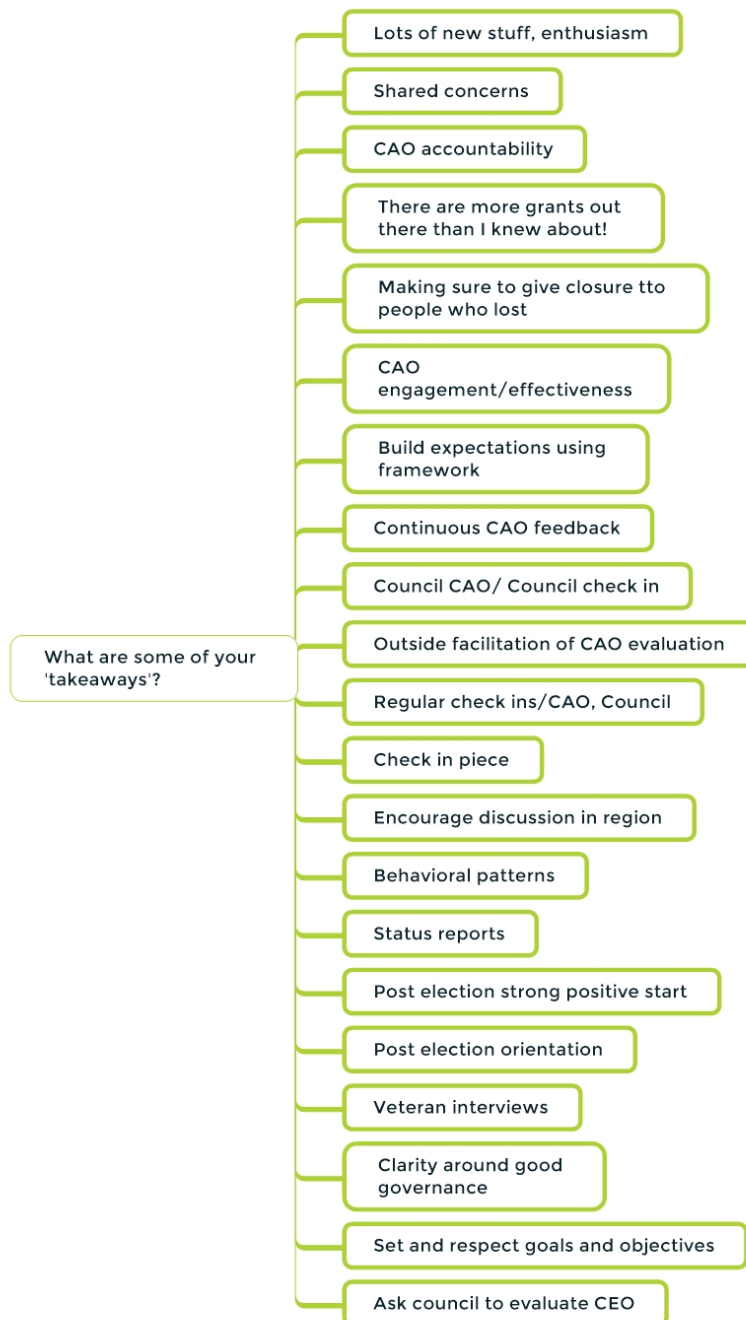 Lots of new stuff, enthusiasm
Shared concerns
CAO accountability
There are more grants out
there than I knew about!
Making sure to give closure tto
people who lost
CAO
engagement/effectiveness
Build expectations using
framework
Continuous CAO feedback
Council CAO/ Council check in
What are some of your
'takeaways'?
Outside facilitation of CAO evaluation
Regular check ins/CAO, Council
Check in piece
Encourage discussion in region
Behavioral patterns
Status reports
Post election strong positive start
Post election orientation
Veteran interviews
Clarity around good
governance
Set and respect goals and objectives
Ask council to evaluate CEO